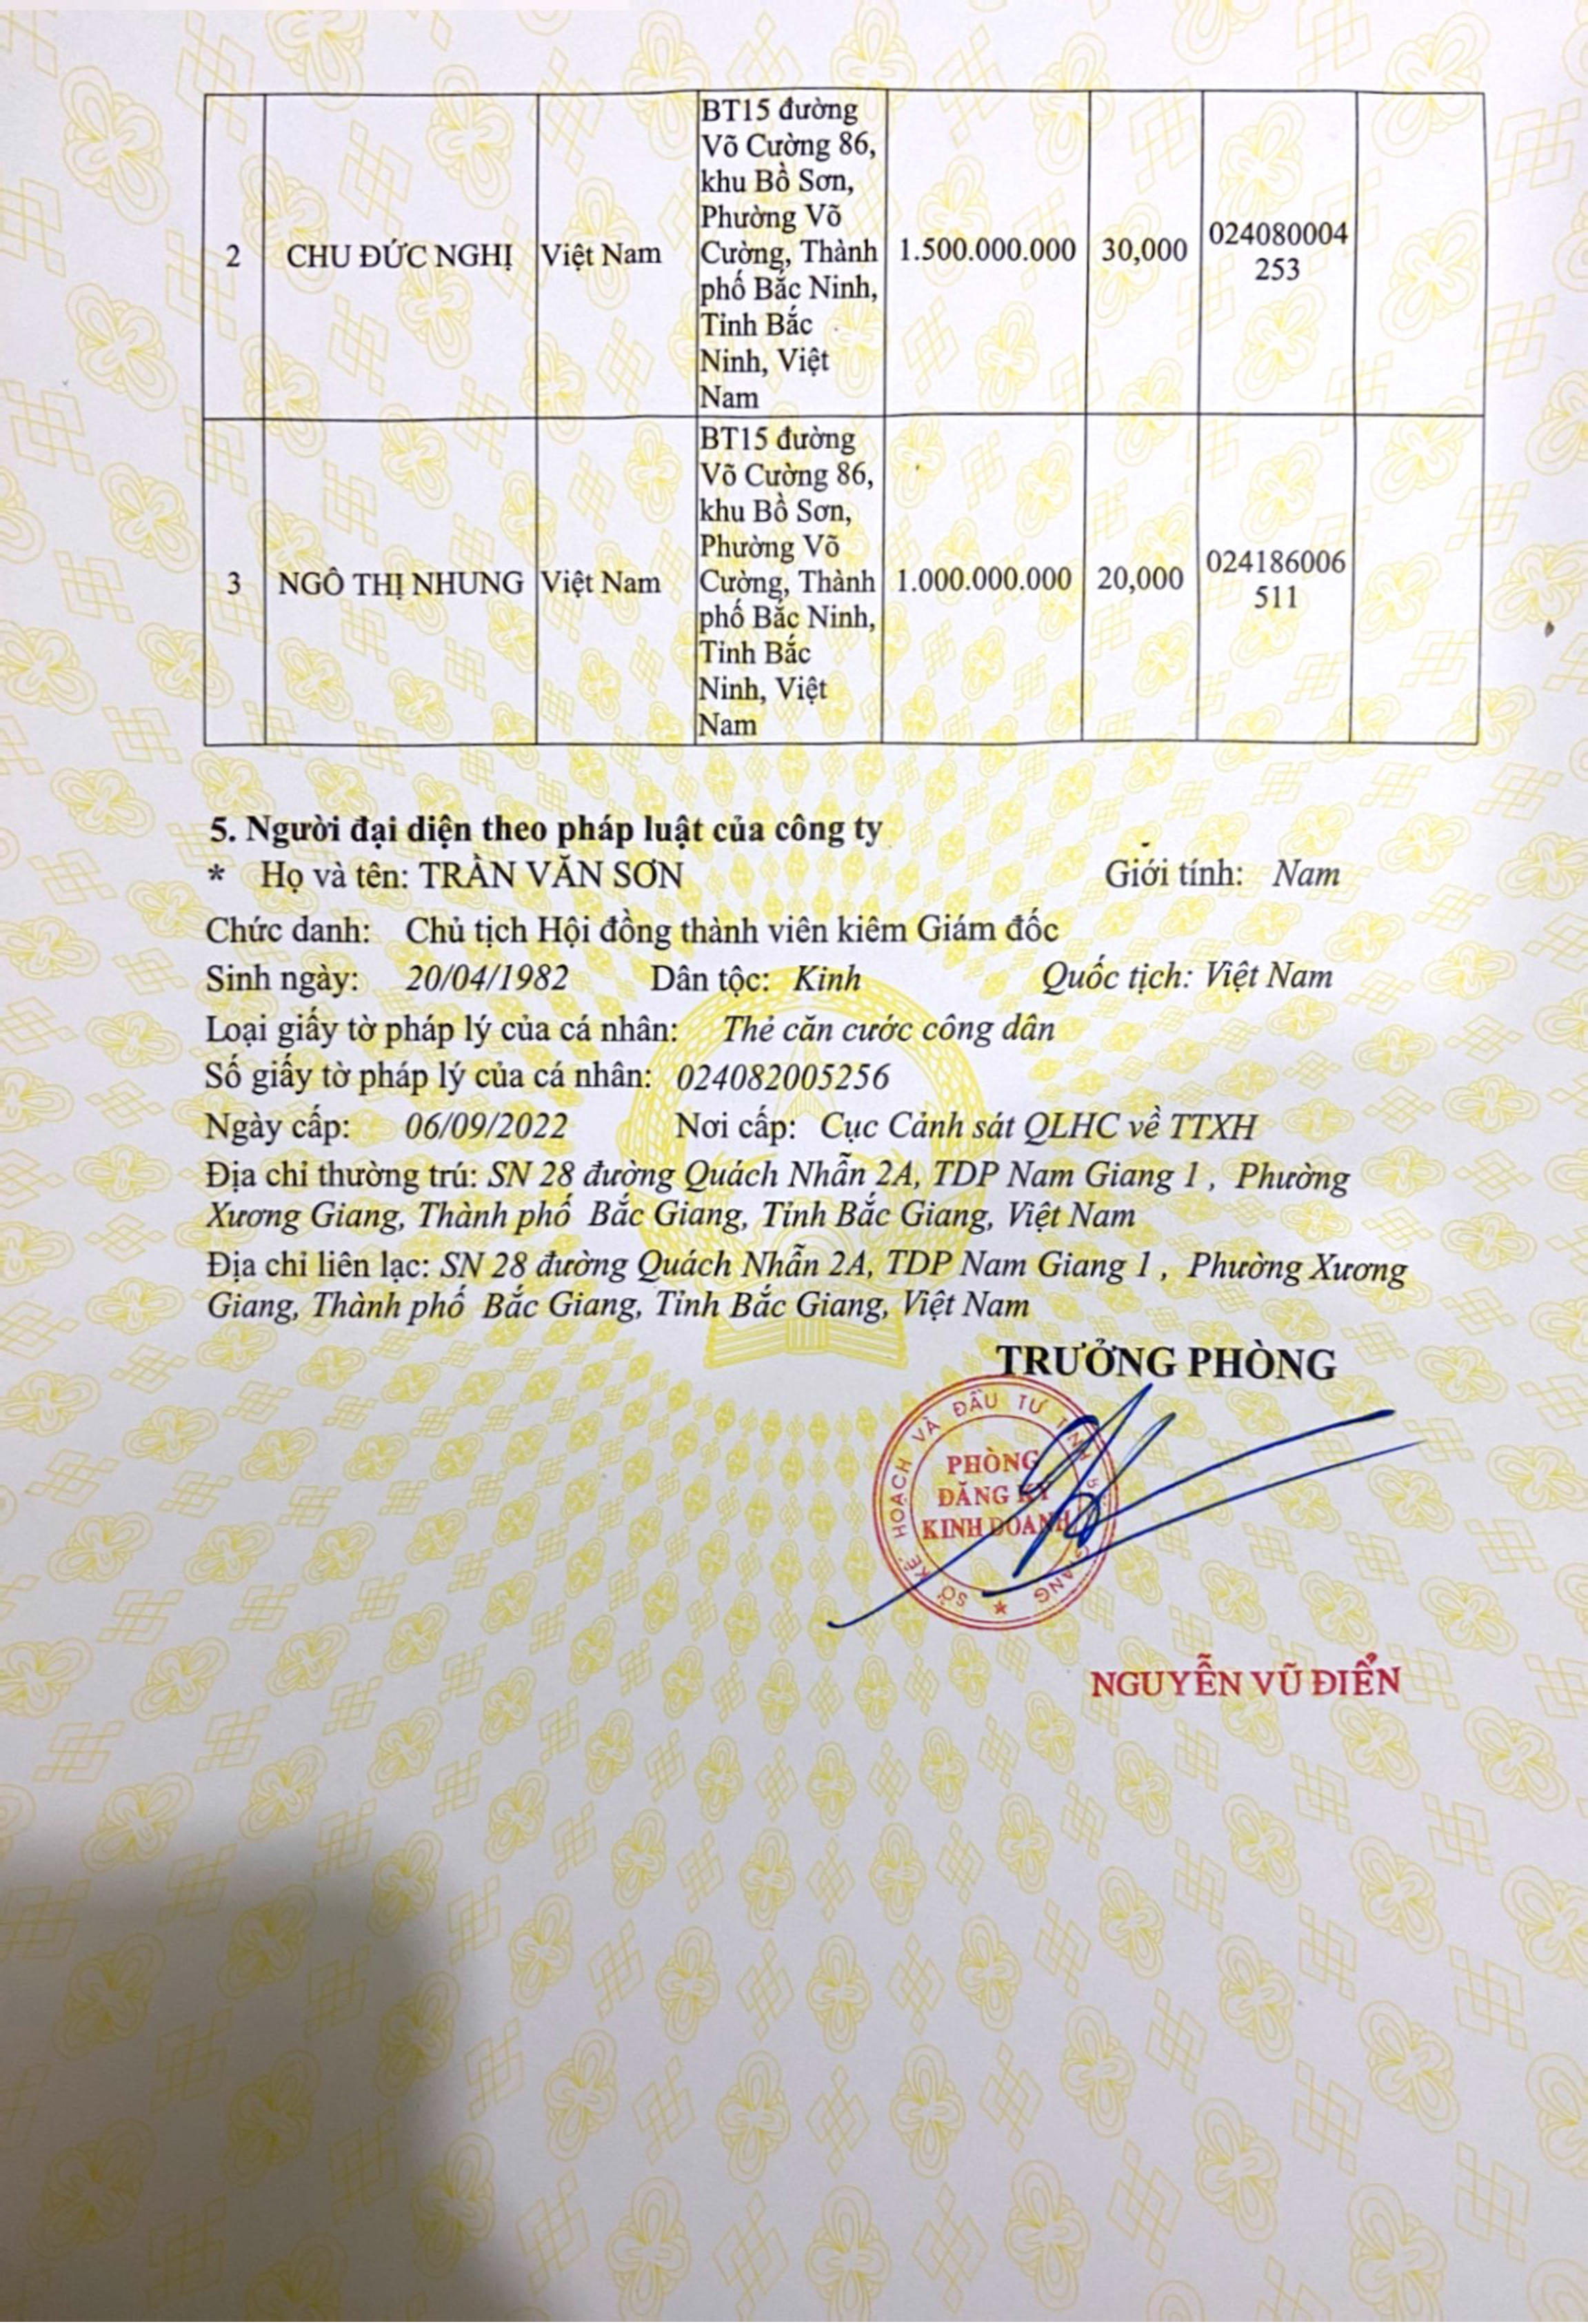 2 CHU ĐỨC NGHỊ Việt Nam BT15 đường Võ Cường 86, khu Bồ Sơn, Phường Võ Cường, Thành phố Bắc Ninh, Tỉnh Bắc Ninh, Việt Nam 1.500.000.000 30,000 024080004253
3 NGÔ THỊ NHUNG Việt Nam BT15 đường Võ Cường 86, khu Bồ Sơn, Phường Võ Cường, Thành phố Bắc Ninh, Tỉnh Bắc Ninh, Việt Nam 1.000.000.000 20,000 024186006511
5. Người đại diện theo pháp luật của công ty
* Họ và tên: TRẦN VĂN SƠN Giới tính: Nam
Chức danh: Chủ tịch Hội đồng thành viên kiêm Giám đốc
Sinh ngày: 20/04/1982 Dân tộc: Kinh Quốc tịch: Việt Nam
Loại giấy tờ pháp lý của cá nhân: Thẻ căn cước công dân
Số giấy tờ pháp lý của cá nhân: 024082005256
Ngày cấp: 06/09/2022 Nơi cấp: Cục Cảnh sát QLHC về TTXH
Địa chỉ thường trú: SN 28 đường Quách Nhẫn 2A, TDP Nam Giang 1 , Phường
Xương Giang, Thành phố Bắc Giang, Tỉnh Bắc Giang, Việt Nam
Địa chỉ liên lạc: SN 28 đường Quách Nhẫn 2A, TDP Nam Giang 1 , Phường Xương
Giang, Thành phố Bắc Giang, Tỉnh Bắc Giang, Việt Nam
TRƯỞNG PHÒNG
SỞ KẾ HOẠCH VÀ ĐẦU TƯ TỈNH GIANG
PHÒNG
ĐĂNG KÝ
KINH DOANH
NGUYỄN VŨ ĐIỂN